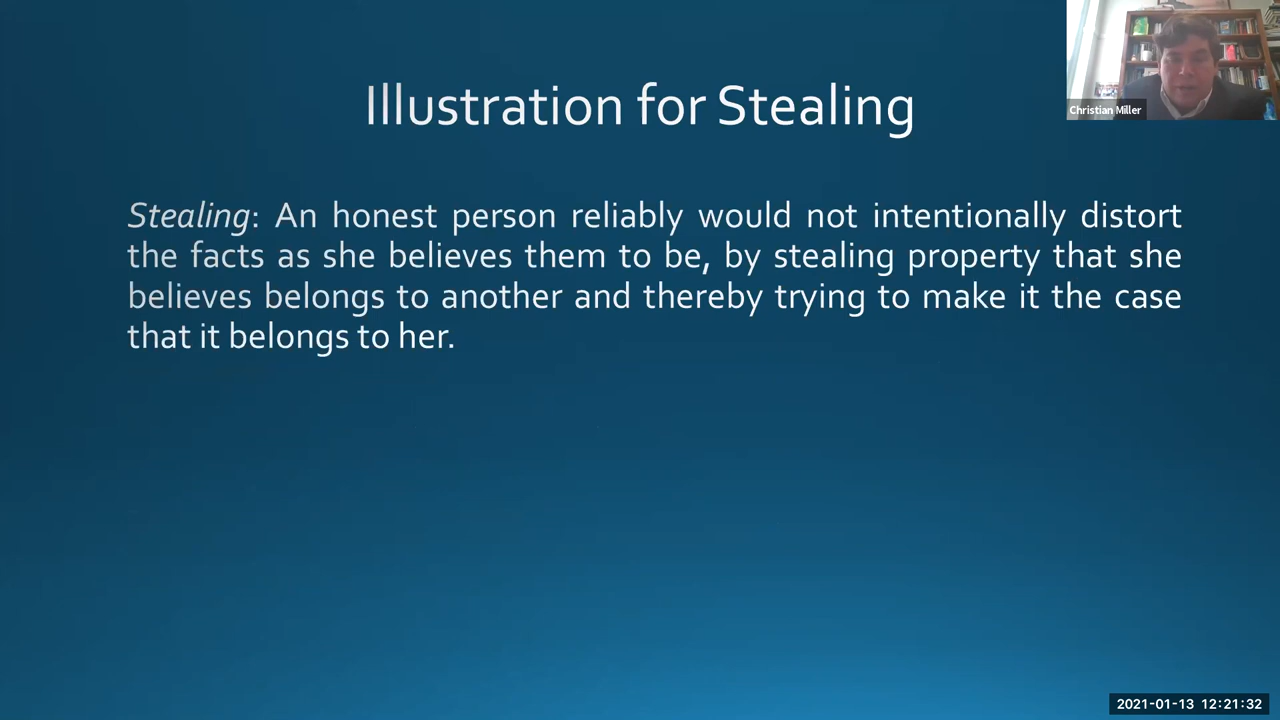 Christian Miller
Illustration for Stealing
Stealing: An honest person reliably would not intentionally distort
the facts as she believes them to be, by stealing property that she
believes belongs to another and thereby trying to make it the case
that it belongs to her.
2021-01-13 12:21:32